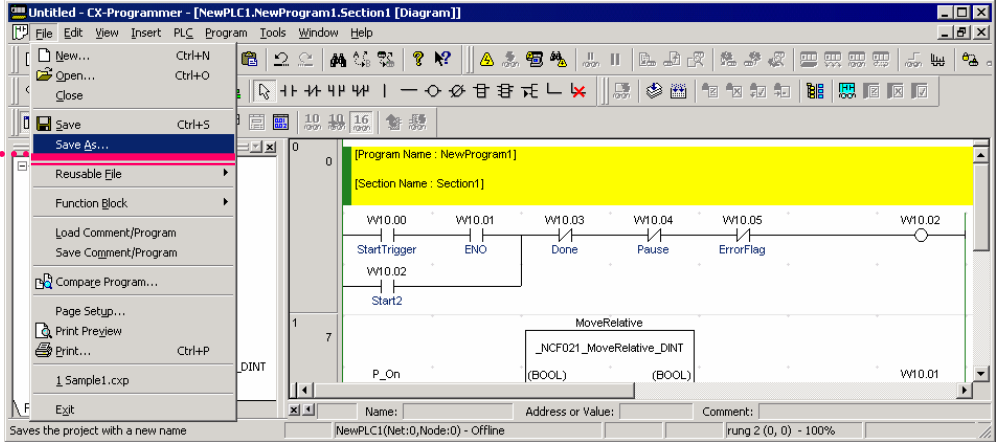 Untitled - CX-Programmer - [NewPLC1.NewProgram1.Section1 [Diagram]]
File Edit View Insert PLC Program Tools Window Help
New... Ctrl+N
Open... Ctrl+O
Close
Save Ctrl+S
Save As...
Reusable File
Function Block
Load Comment/Program
Save Comment/Program
Compare Program...
Page Setup...
Print Preview
Print... Ctrl+P
1 Sample1.cxp
Exit
10 10 16
_DINT
0
0
[Program Name : NewProgram1]
[Section Name : Section1]
W10.00 W10.01 W10.03 W10.04 W10.05 W10.02
StartTrigger ENO Done Pause ErrorFlag
W10.02
Start2
1
7
MoveRelative
_NCF021_MoveRelative_DINT
P_On (BOOL) (BOOL) W10.01
Name: Address or Value: Comment:
Saves the project with a new name NewPLC1(Net:0,Node:0) - Offline rung 2 (0, 0) - 100%